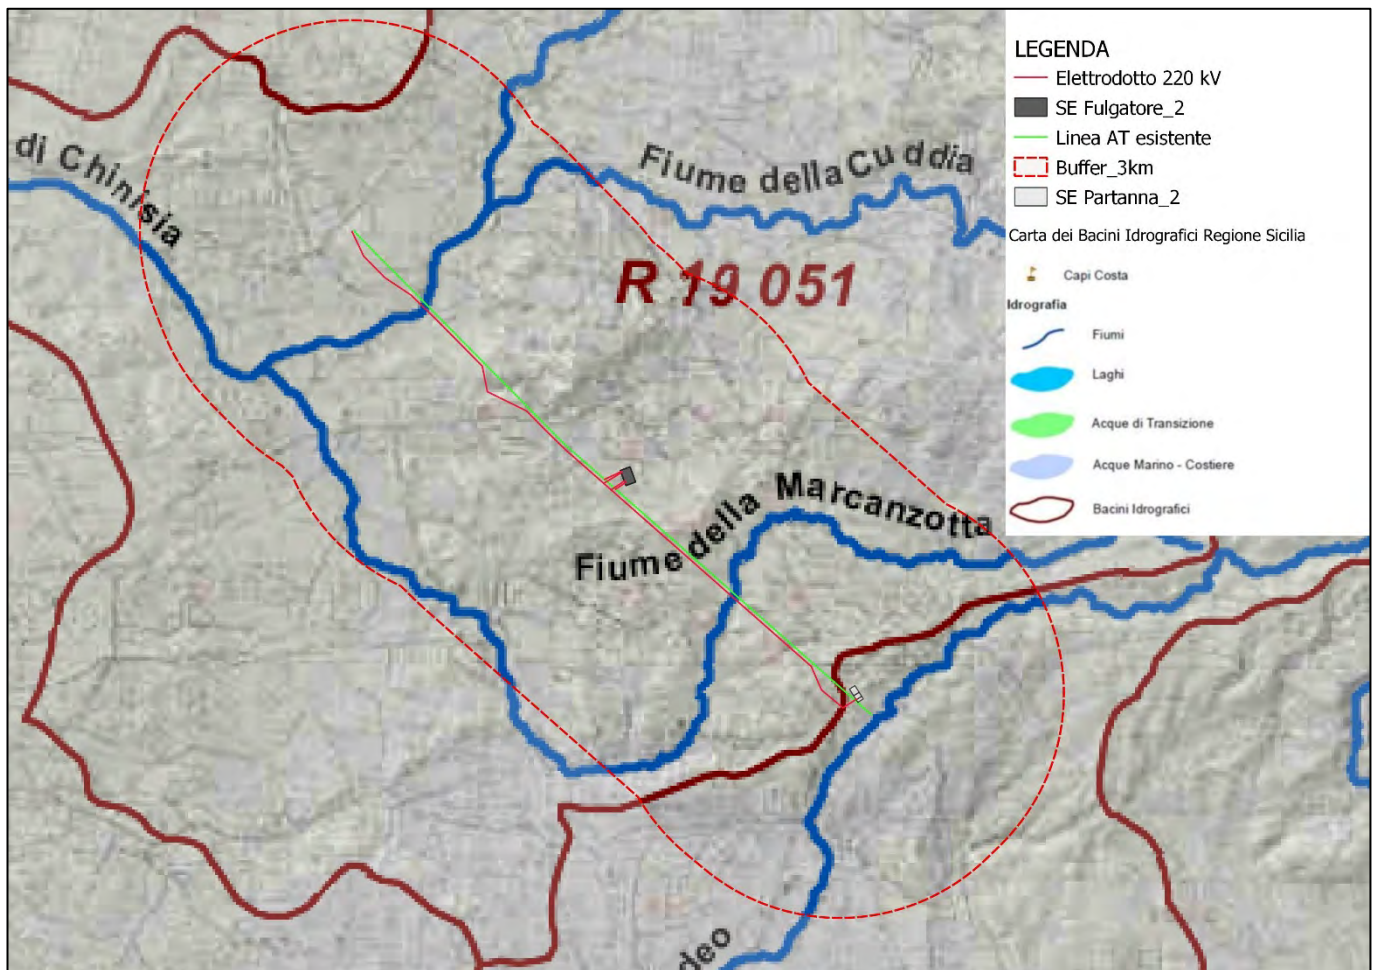 LEGENDA
Elettrodotto 220 kV
SE Fulgatore_2
Linea AT esistente
Buffer_3km
SE Partanna_2
Carta dei Bacini Idrografici Regione Sicilia
Capi Costa
Idrografia
Fiumi
Laghi
Acque di Transizione
Acque Marino - Costiere
Bacini Idrografici
di Chinisia
Fiume della Cuddia
R 19 051
Fiume della Marcanzotta
deo